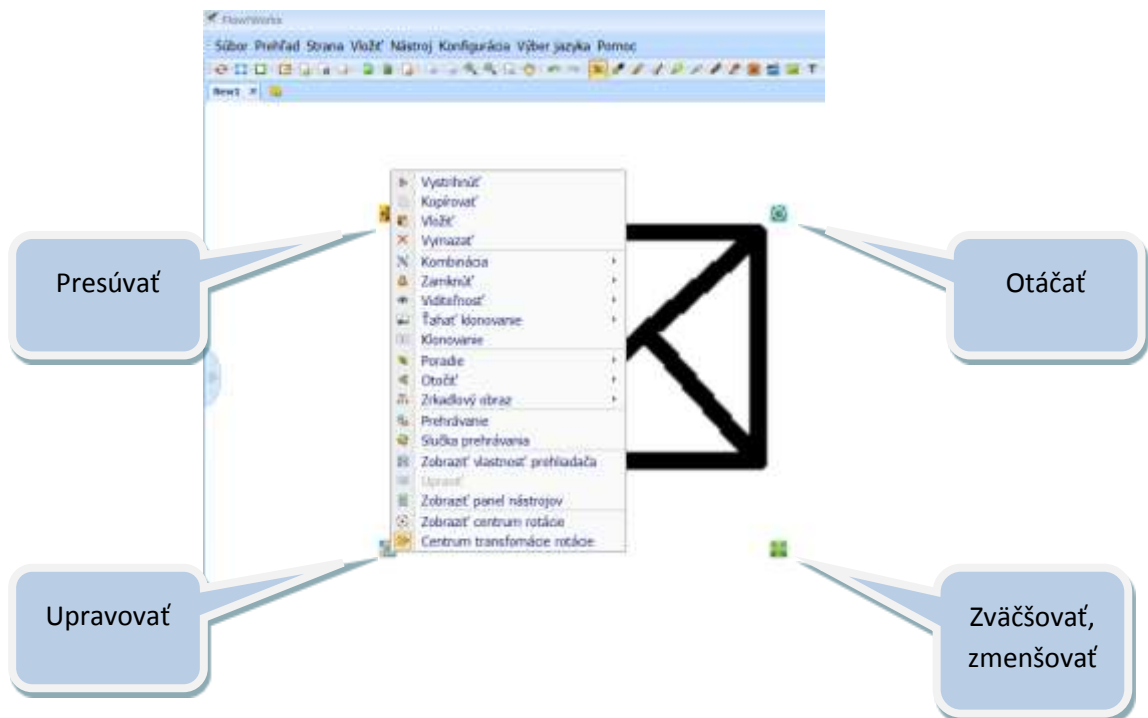 FlowWorks
Súbor Prehľad Strana Vložiť Nástroj Konfigurácia Výber jazyka Pomoc
New1
Vystrihnúť
Kopírovať
Vložiť
Vymazať
Kombinácia
Zamknúť
Viditeľnosť
Ťahať klonovanie
Klonovanie
Poradie
Otočiť
Zrkadlový obraz
Prehrávanie
Slučka prehrávania
Zobraziť vlastnosť prehliadača
Upraviť
Zobraziť panel nástrojov
Zobraziť centrum rotácie
Centrum transfomácie rotácie
Presúvať
Otáčať
Upravovať
Zväčšovať,
zmenšovať